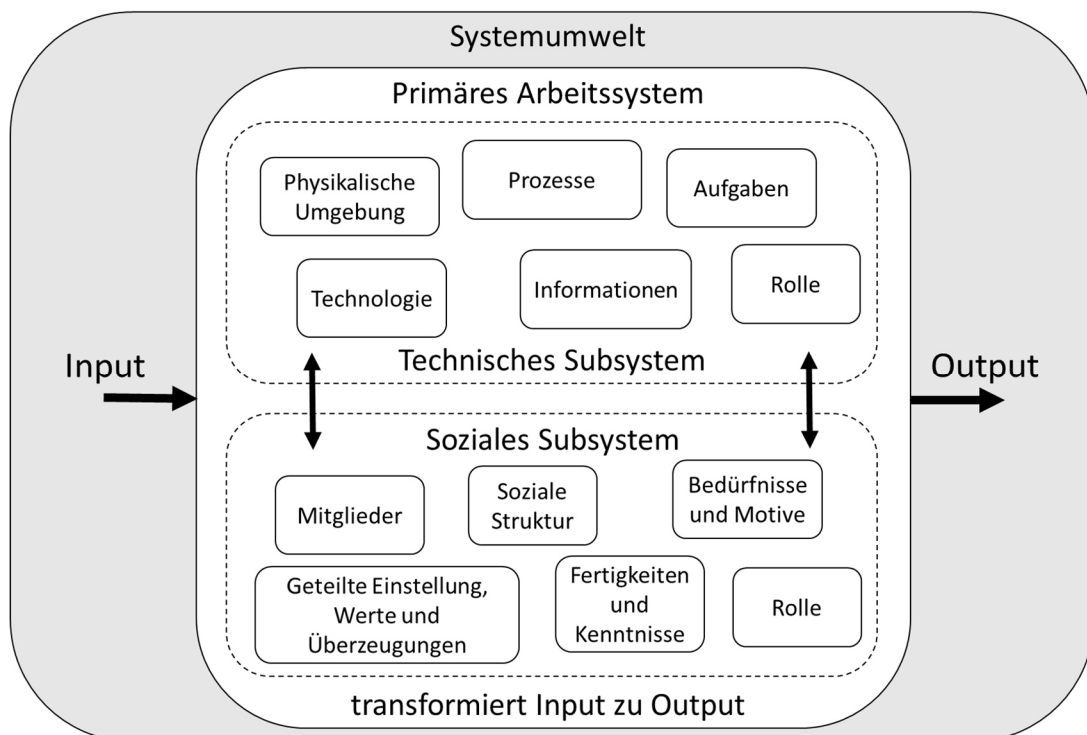 Systemumwelt
Primäres Arbeitssystem
Physikalische
Umgebung
Prozesse
Aufgaben
Technologie
Informationen
Rolle
Technisches Subsystem
Input
Output
Soziales Subsystem
Mitglieder
Soziale
Struktur
Bedürfnisse
und Motive
Geteilte Einstellung,
Werte und
Überzeugungen
Fertigkeiten
und
Kenntnisse
Rolle
transformiert Input zu Output